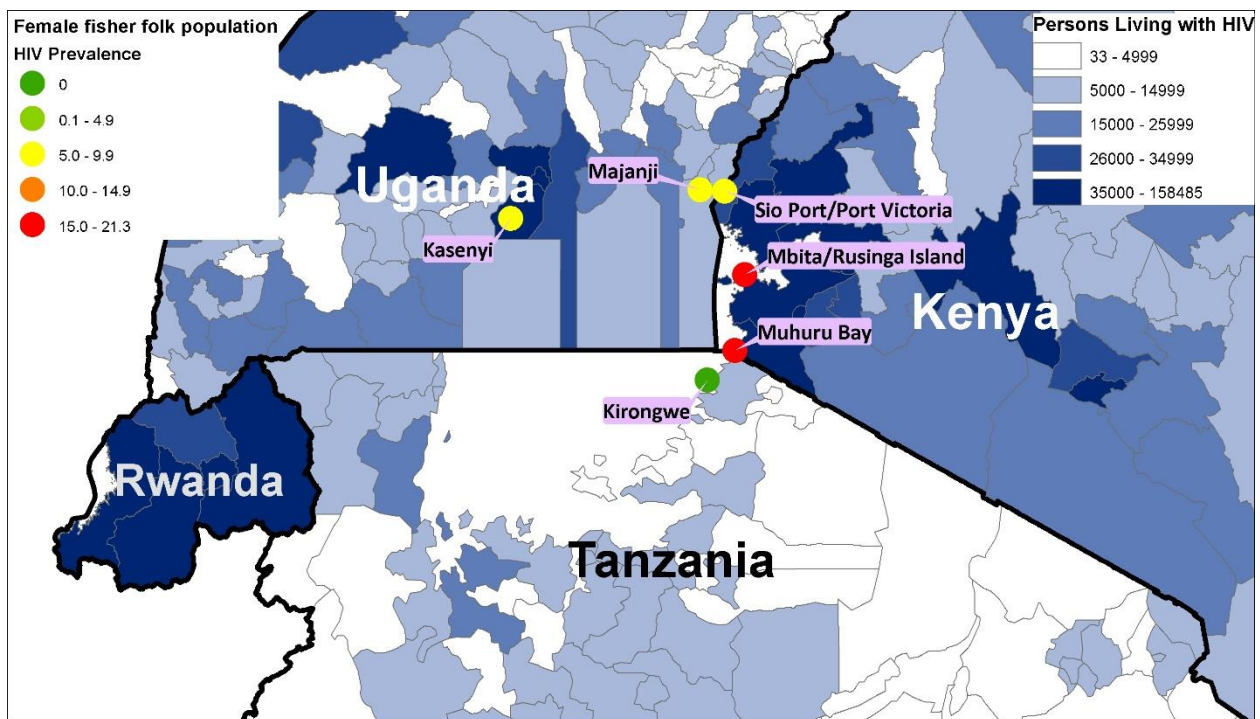 Female fisher folk population
HIV Prevalence
0
0.1 - 4.9
5.0 - 9.9
10.0 - 14.9
15.0 - 21.3
Persons Living with HIV
33 - 4999
5000 - 14999
15000 - 25999
26000 - 34999
35000 - 158485
Uganda
Majanji
Sio Port/Port Victoria
Kasenyi
Mbita/Rusinga Island
Kenya
Muhuru Bay
Kirongwe
Rwanda
Tanzania